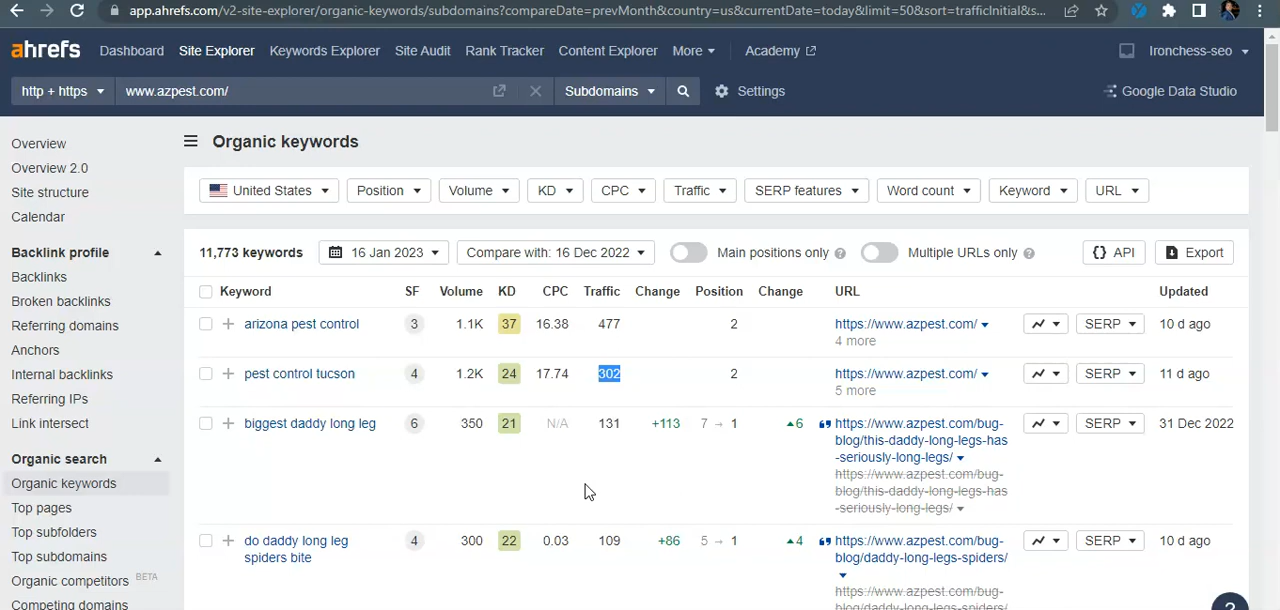 app.ahrefs.com/v2-site-explorer/organic-keywords/subdomains?compareDate=prevMonth&country=us&currentDate=today&limit=50&sort=trafficInitial&s...
ahrefs Dashboard Site Explorer Keywords Explorer Site Audit Rank Tracker Content Explorer More Academy Ironchess-seo
http + https www.azpest.com/ Subdomains Settings Google Data Studio
Overview
Overview 2.0
Site structure
Calendar
Backlink profile
Backlinks
Broken backlinks
Referring domains
Anchors
Internal backlinks
Referring IPs
Link intersect
Organic search
Organic keywords
Top pages
Top subfolders
Top subdomains
Organic competitors BETA
Competing domains
Organic keywords
United States Position Volume KD CPC Traffic SERP features Word count Keyword URL
11,773 keywords 16 Jan 2023 Compare with: 16 Dec 2022 Main positions only ? Multiple URLs only ? {} API Export
Keyword SF Volume KD CPC Traffic Change Position Change URL Updated
arizona pest control 3 1.1K 37 16.38 477 2 https://www.azpest.com/ SERP 10 d ago
4 more
pest control tucson 4 1.2K 24 17.74 302 2 https://www.azpest.com/ SERP 11 d ago
5 more
biggest daddy long leg 6 350 21 N/A 131 +113 7 → 1 6 https://www.azpest.com/bug- SERP 31 Dec 2022
blog/this-daddy-long-legs-has
-seriously-long-legs/
https://www.azpest.com/bug-
blog/this-daddy-long-legs-has
-seriously-long-legs/
do daddy long leg 4 300 22 0.03 109 +86 5 → 1 4 https://www.azpest.com/bug- SERP 10 d ago
spiders bite blog/daddy-long-legs-spiders/
https://www.azpest.com/bug-
blog/daddy-long-legs-spiders/
?